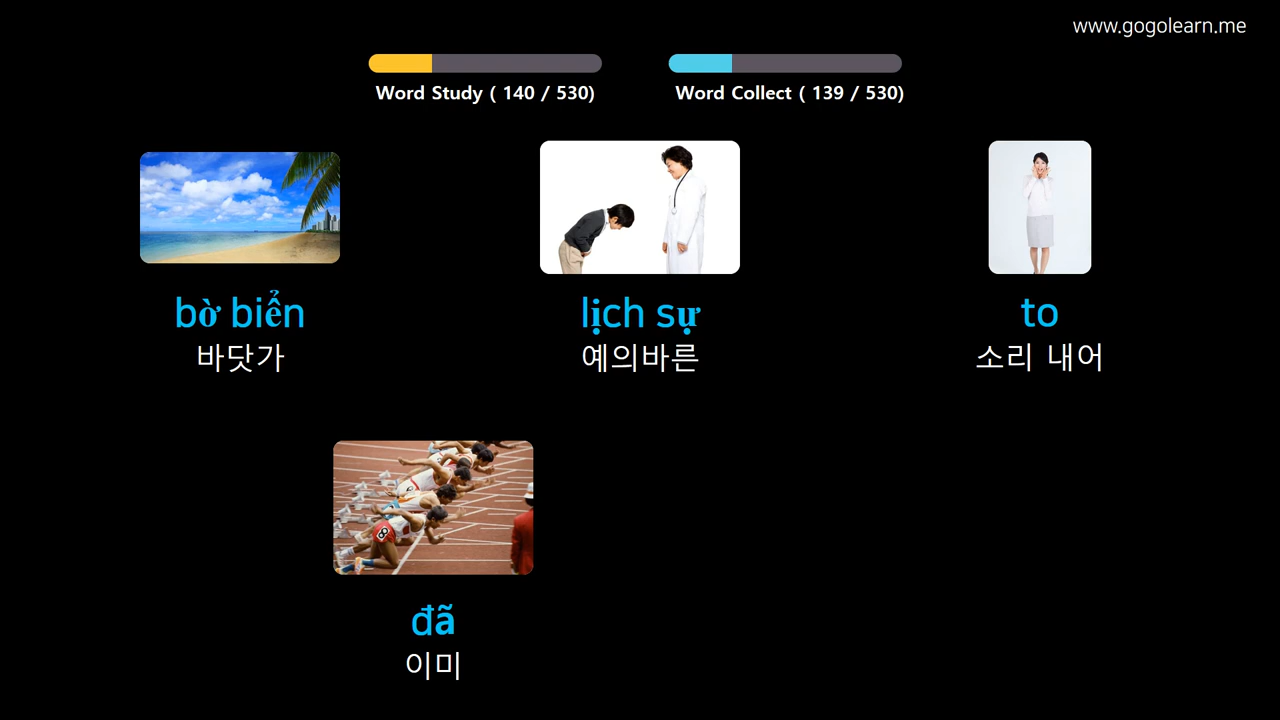 www.gogolearn.me
Word Study ( 140 / 530)
Word Collect ( 139 / 530)
bờ biển
바닷가
lịch sự
예의바른
to
소리 내어
đã
이미